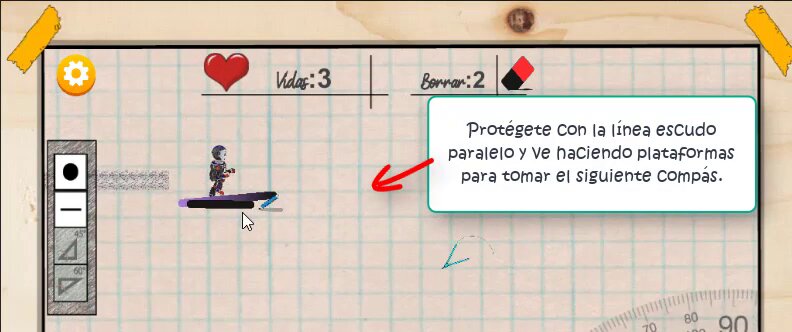 Vidas:3
Borrar:2
Protégete con la línea escudo
paralelo y ve haciendo plataformas
para tomar el siguiente compás.
45°
60°
70
80
90